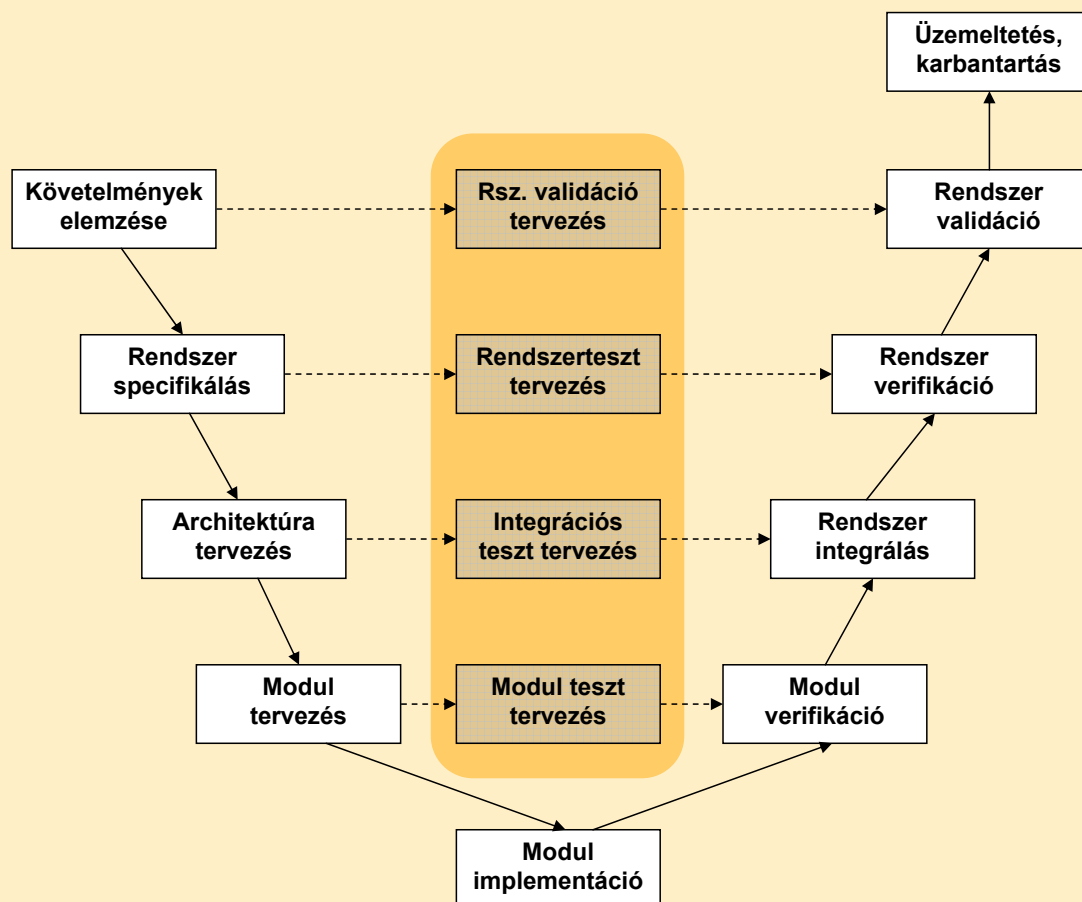 Üzemeltetés,
karbantartás
Követelmények
elemzése
Rsz. validáció
tervezés
Rendszer
validáció
Rendszer
specifikálás
Rendszerteszt
tervezés
Rendszer
verifikáció
Architektúra
tervezés
Integrációs
teszt tervezés
Rendszer
integrálás
Modul
tervezés
Modul teszt
tervezés
Modul
verifikáció
Modul
implementáció